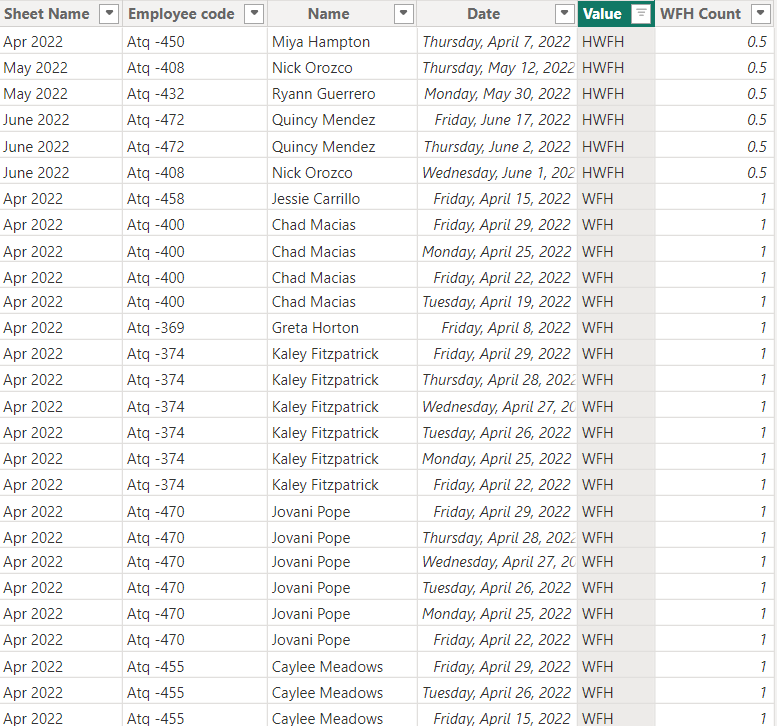 Sheet Name Employee code Name Date Value WFH Count
Apr 2022 Atq -450 Miya Hampton Thursday, April 7, 2022 HWFH 0.5
May 2022 Atq -408 Nick Orozco Thursday, May 12, 2022 HWFH 0.5
May 2022 Atq -432 Ryann Guerrero Monday, May 30, 2022 HWFH 0.5
June 2022 Atq -472 Quincy Mendez Friday, June 17, 2022 HWFH 0.5
June 2022 Atq -472 Quincy Mendez Thursday, June 2, 2022 HWFH 0.5
June 2022 Atq -408 Nick Orozco Wednesday, June 1, 202 HWFH 0.5
Apr 2022 Atq -458 Jessie Carrillo Friday, April 15, 2022 WFH 1
Apr 2022 Atq -400 Chad Macias Friday, April 29, 2022 WFH 1
Apr 2022 Atq -400 Chad Macias Monday, April 25, 2022 WFH 1
Apr 2022 Atq -400 Chad Macias Friday, April 22, 2022 WFH 1
Apr 2022 Atq -400 Chad Macias Tuesday, April 19, 2022 WFH 1
Apr 2022 Atq -369 Greta Horton Friday, April 8, 2022 WFH 1
Apr 2022 Atq -374 Kaley Fitzpatrick Friday, April 29, 2022 WFH 1
Apr 2022 Atq -374 Kaley Fitzpatrick Thursday, April 28, 2022 WFH 1
Apr 2022 Atq -374 Kaley Fitzpatrick Wednesday, April 27, 20 WFH 1
Apr 2022 Atq -374 Kaley Fitzpatrick Tuesday, April 26, 2022 WFH 1
Apr 2022 Atq -374 Kaley Fitzpatrick Monday, April 25, 2022 WFH 1
Apr 2022 Atq -374 Kaley Fitzpatrick Friday, April 22, 2022 WFH 1
Apr 2022 Atq -470 Jovani Pope Friday, April 29, 2022 WFH 1
Apr 2022 Atq -470 Jovani Pope Thursday, April 28, 2022 WFH 1
Apr 2022 Atq -470 Jovani Pope Wednesday, April 27, 20 WFH 1
Apr 2022 Atq -470 Jovani Pope Tuesday, April 26, 2022 WFH 1
Apr 2022 Atq -470 Jovani Pope Monday, April 25, 2022 WFH 1
Apr 2022 Atq -470 Jovani Pope Friday, April 22, 2022 WFH 1
Apr 2022 Atq -455 Caylee Meadows Friday, April 29, 2022 WFH 1
Apr 2022 Atq -455 Caylee Meadows Tuesday, April 26, 2022 WFH 1
Apr 2022 Atq -455 Caylee Meadows Friday, April 15, 2022 WFH 1